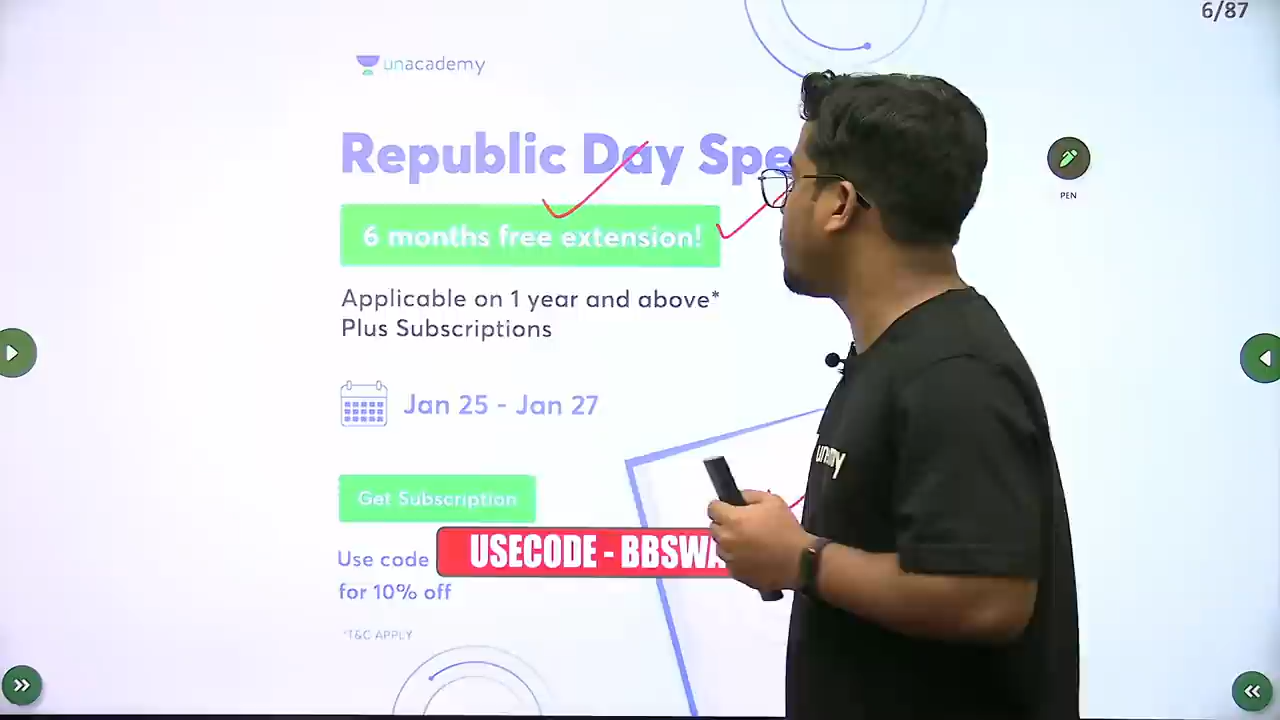 6/87
unacademy
Republic Day Spe
6 months free extension!
Applicable on 1 year and above*
Plus Subscriptions
Jan 25 - Jan 27
Get Subscription
Use code
USECODE - BBSWA
for 10% off
*T&C APPLY
PEN